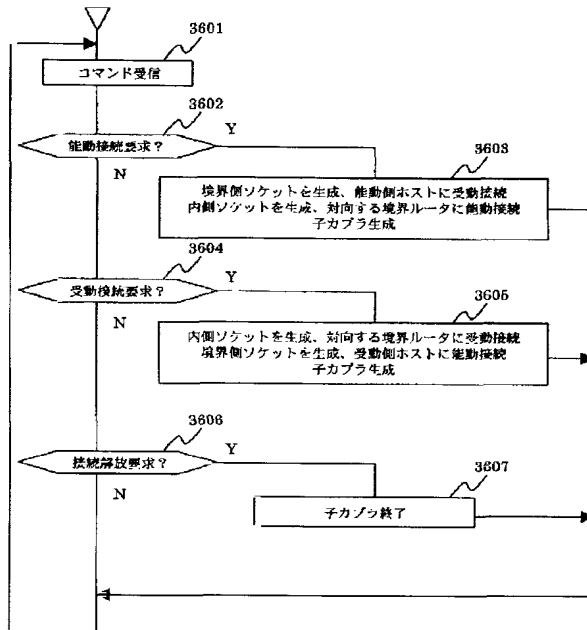 3601
コマンド受信
3602
能動接続要求？
Y
N
3603
境界側ソケットを生成、能動側ホストに受動接続
内側ソケットを生成、対向する境界ルータに能動接続
子カプラ生成
3604
受動接続要求？
Y
N
3605
内側ソケットを生成、対向する境界ルータに受動接続
境界側ソケットを生成、受動側ホストに能動接続
子カプラ生成
3606
接続解放要求？
Y
N
3607
子カプラ終了